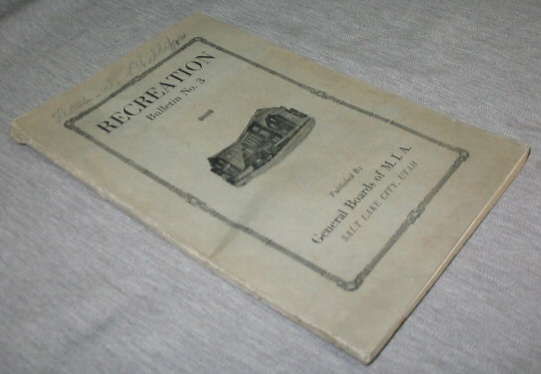 RECREATION
Bulletin No. 3
Published By
General Boards of M. I. A.
SALT LAKE CITY, UTAH